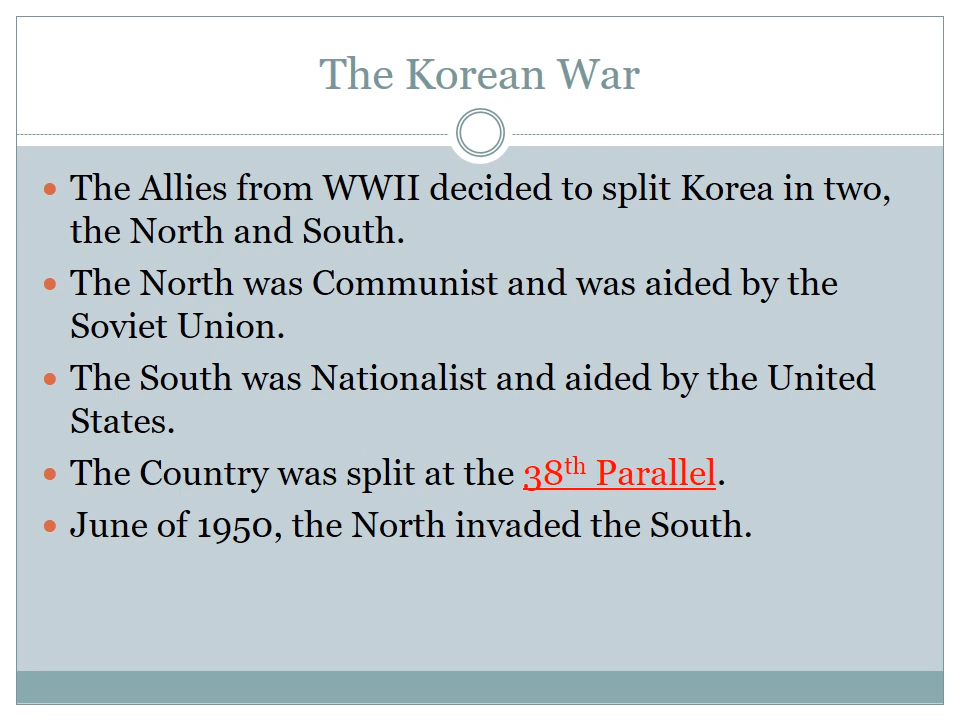 The Korean War
• The Allies from WWII decided to split Korea in two,
the North and South.
• The North was Communist and was aided by the
Soviet Union.
• The South was Nationalist and aided by the United
States.
• The Country was split at the 38th Parallel.
• June of 1950, the North invaded the South.